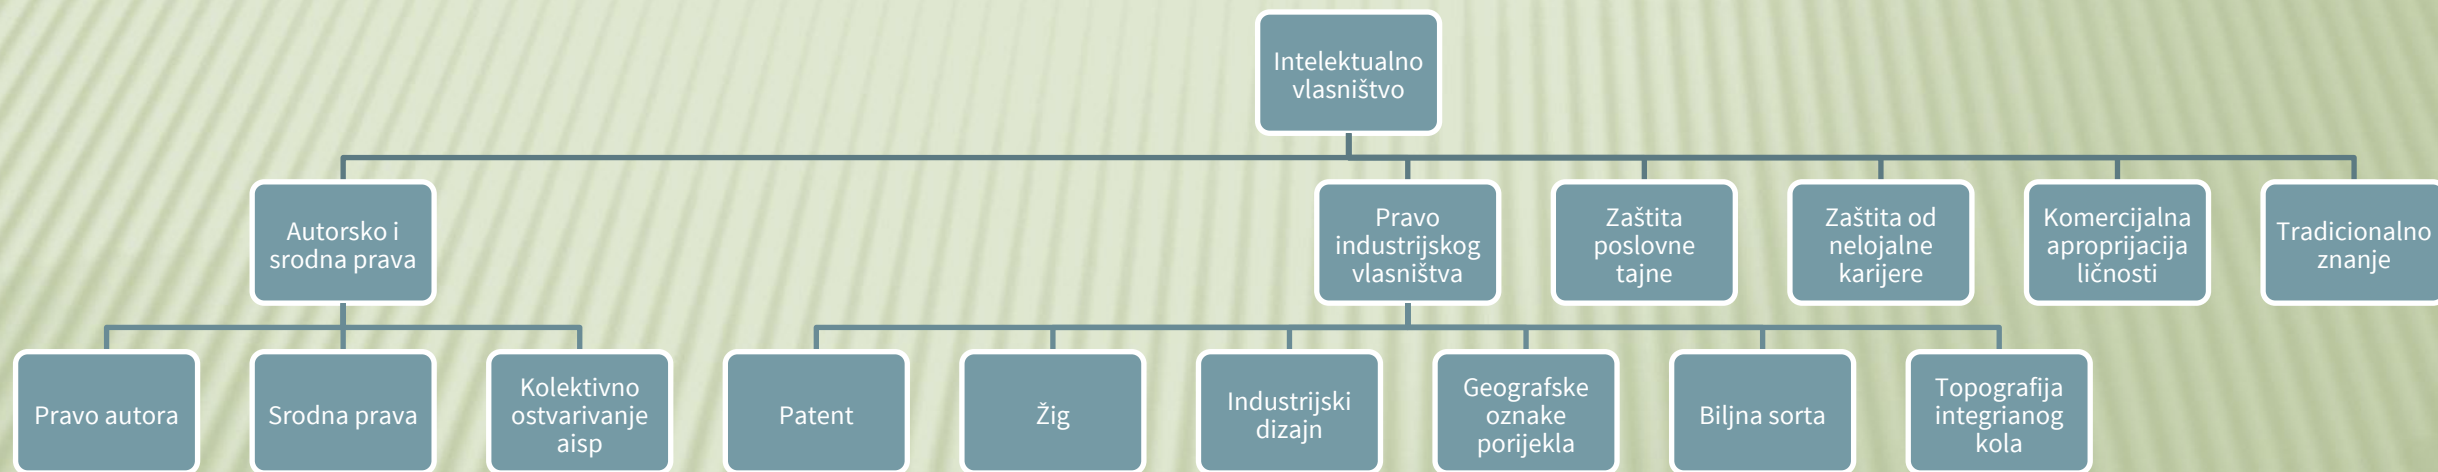 Intelektualno
vlasništvo
Autorsko i
srodna prava
Pravo
industrijskog
vlasništva
Zaštita
poslovne
tajne
Zaštita od
nelojalne
karijere
Komercijalna
aproprijacija
ličnosti
Tradicionalno
znanje
Pravo autora
Srodna prava
Kolektivno
ostvarivanje
aisp
Patent
Žig
Industrijski
dizajn
Geografske
oznake
porijekla
Biljna sorta
Topografija
integrianog
kola